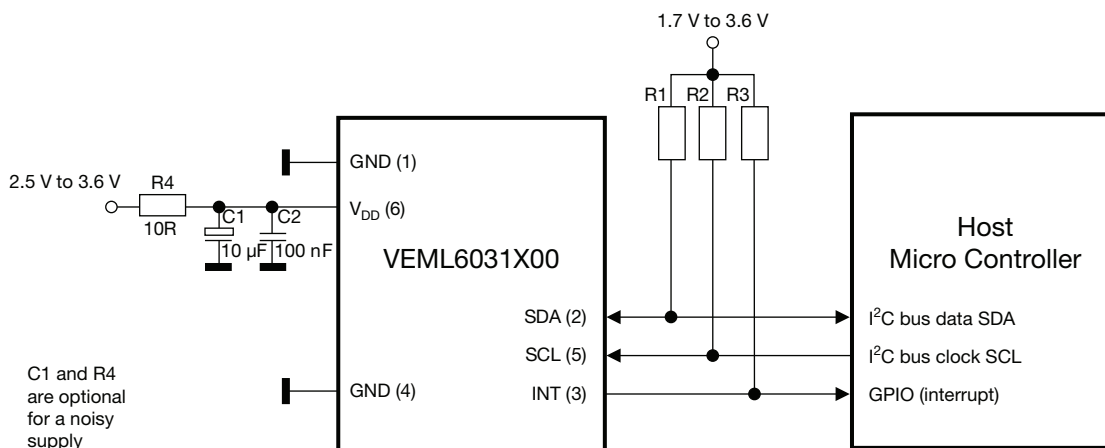 1.7 V to 3.6 V
R1 R2 R3
GND (1)
2.5 V to 3.6 V
R4
10R
C1
10 µF
C2
100 nF
V_DD (6)
VEML6031X00
Host
Micro Controller
SDA (2)
I²C bus data SDA
SCL (5)
I²C bus clock SCL
C1 and R4
are optional
for a noisy
supply
GND (4)
INT (3)
GPIO (interrupt)